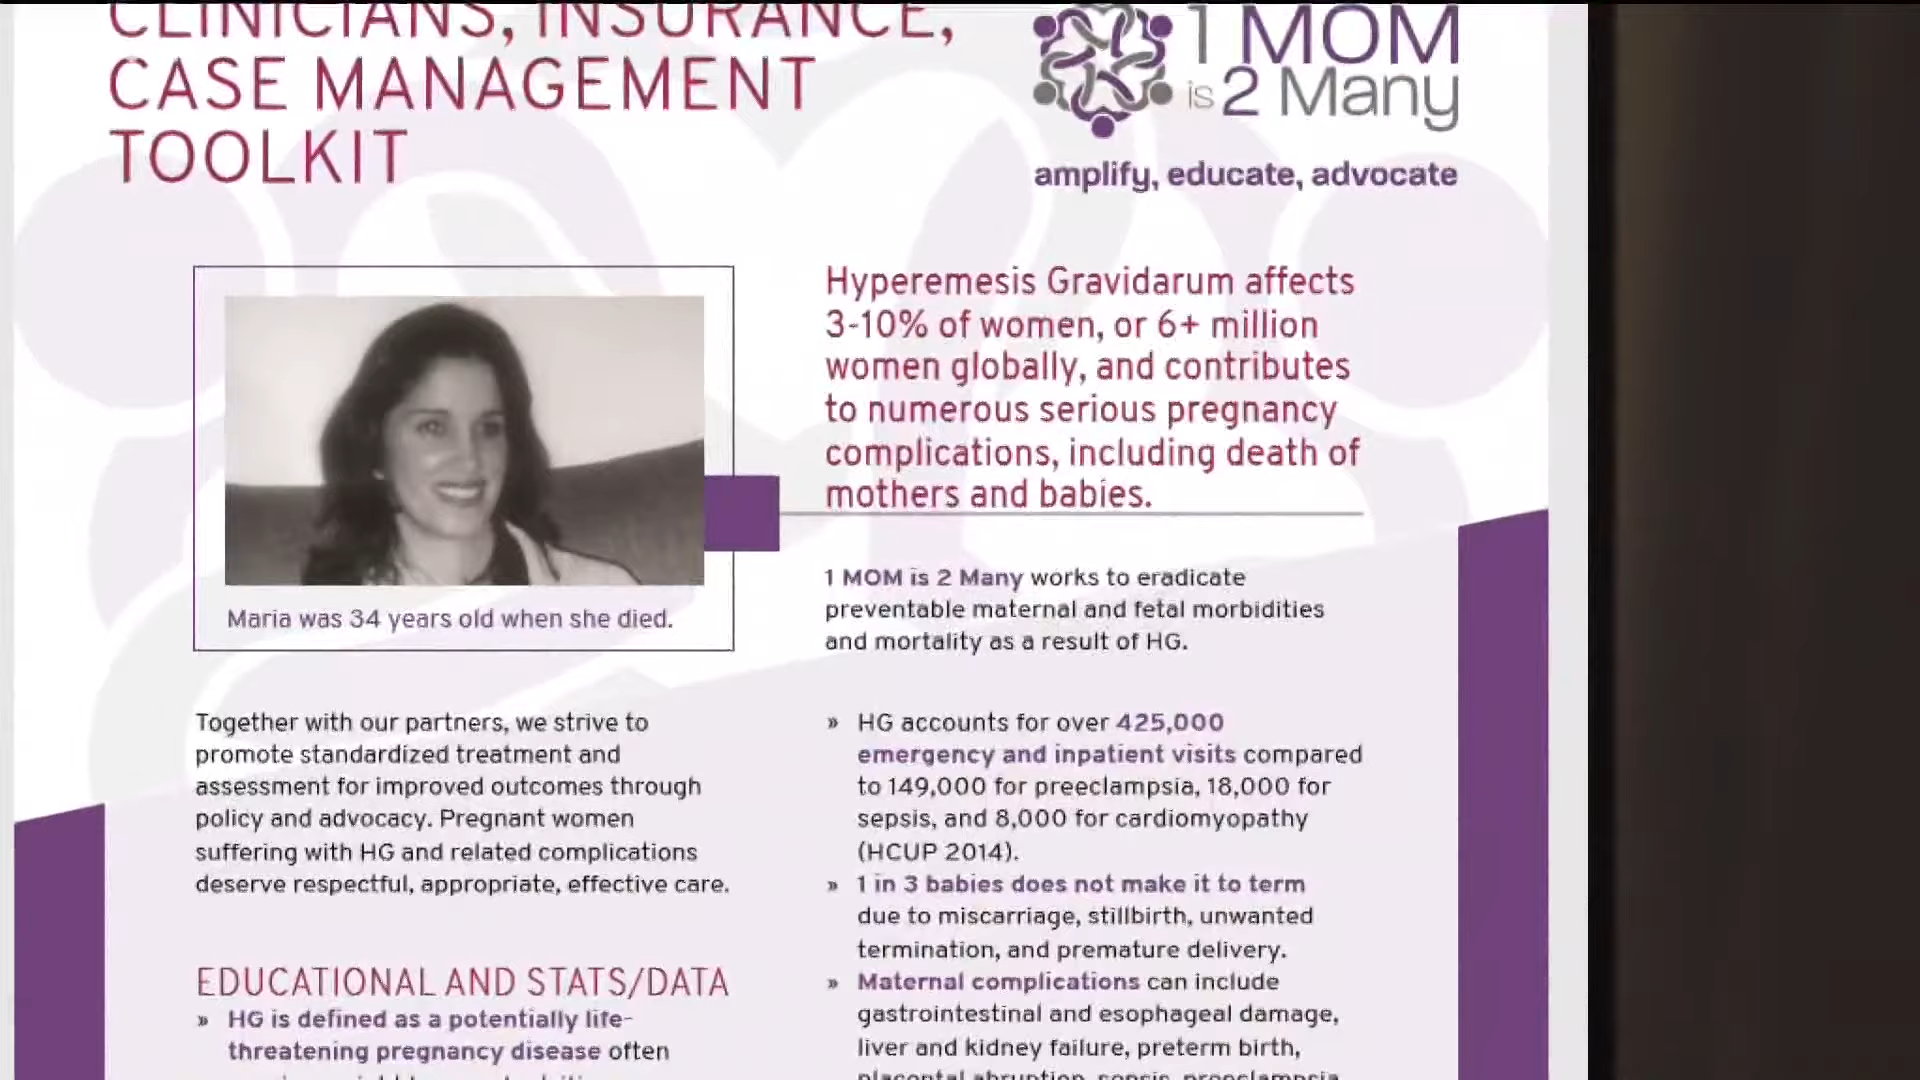 CLINICIANS, INSURANCE,
CASE MANAGEMENT
TOOLKIT
1 MOM
is 2 Many
amplify, educate, advocate
Maria was 34 years old when she died.
Together with our partners, we strive to
promote standardized treatment and
assessment for improved outcomes through
policy and advocacy. Pregnant women
suffering with HG and related complications
deserve respectful, appropriate, effective care.
EDUCATIONAL AND STATS/DATA
» HG is defined as a potentially life-
threatening pregnancy disease often
Hyperemesis Gravidarum affects
3-10% of women, or 6+ million
women globally, and contributes
to numerous serious pregnancy
complications, including death of
mothers and babies.
1 MOM is 2 Many works to eradicate
preventable maternal and fetal morbidities
and mortality as a result of HG.
» HG accounts for over 425,000
emergency and inpatient visits compared
to 149,000 for preeclampsia, 18,000 for
sepsis, and 8,000 for cardiomyopathy
(HCUP 2014).
» 1 in 3 babies does not make it to term
due to miscarriage, stillbirth, unwanted
termination, and premature delivery.
» Maternal complications can include
gastrointestinal and esophageal damage,
liver and kidney failure, preterm birth,
placental abruption, sepsis, preeclampsia